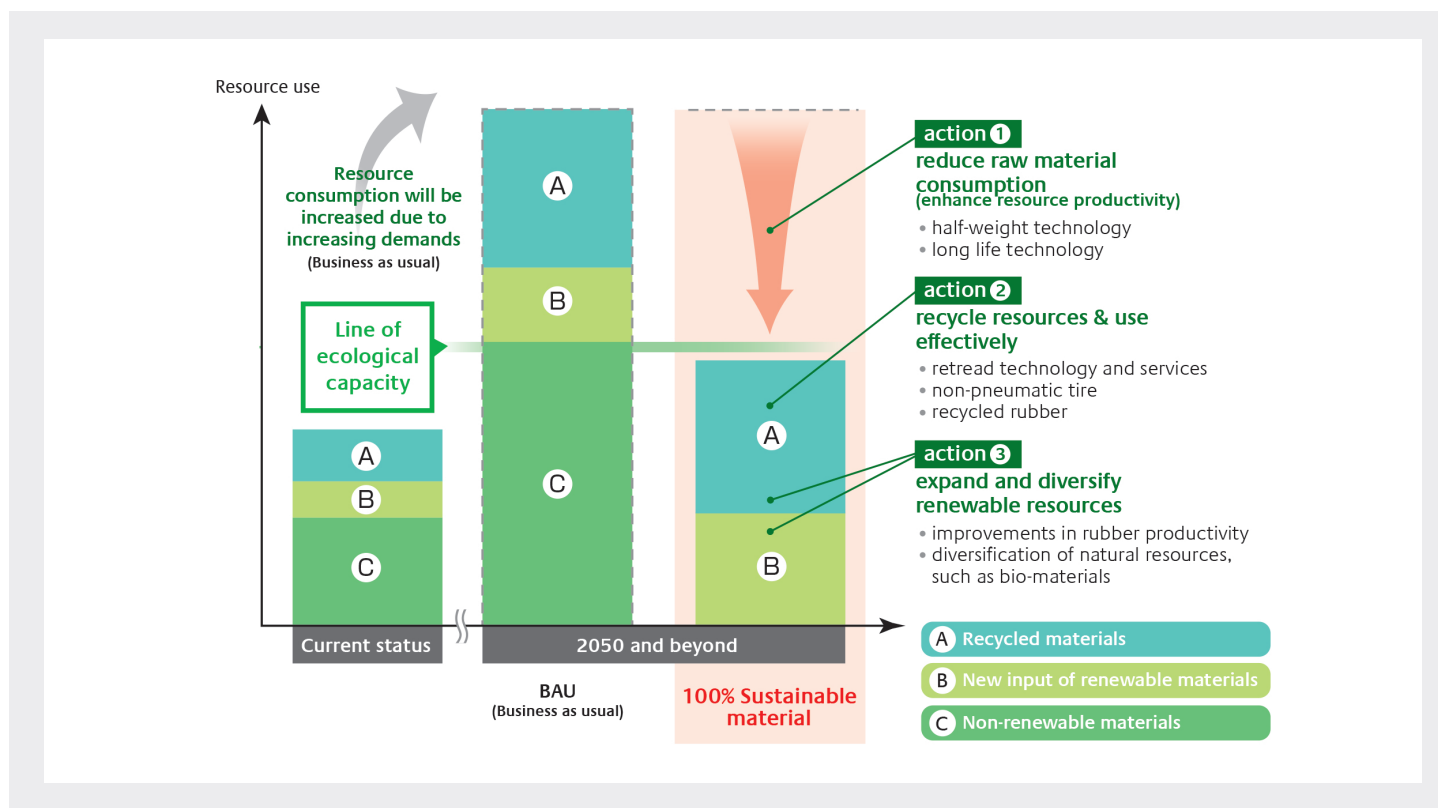 Resource use
Resource
consumption will be
increased due to
increasing demands
(Business as usual)
Line of
ecological
capacity
A
B
C
A
B
C
A
B
Current status
2050 and beyond
BAU
(Business as usual)
100% Sustainable
material
action 1
reduce raw material
consumption
(enhance resource productivity)
• half-weight technology
• long life technology
action 2
recycle resources & use
effectively
• retread technology and services
• non-pneumatic tire
• recycled rubber
action 3
expand and diversify
renewable resources
• improvements in rubber productivity
• diversification of natural resources,
such as bio-materials
A Recycled materials
B New input of renewable materials
C Non-renewable materials